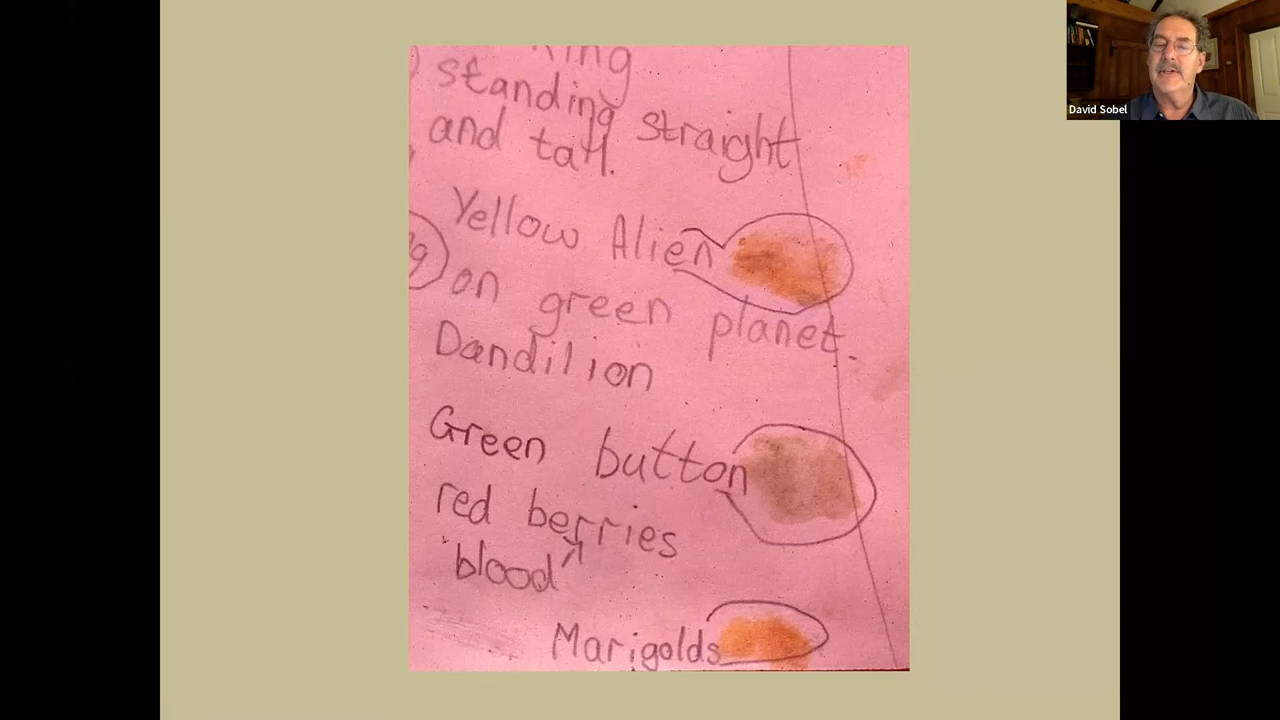 standing straight
and tall.
Yellow Alien
on green planet.
Dandilion
Green button
red berries
blood
Marigolds
David Sobel